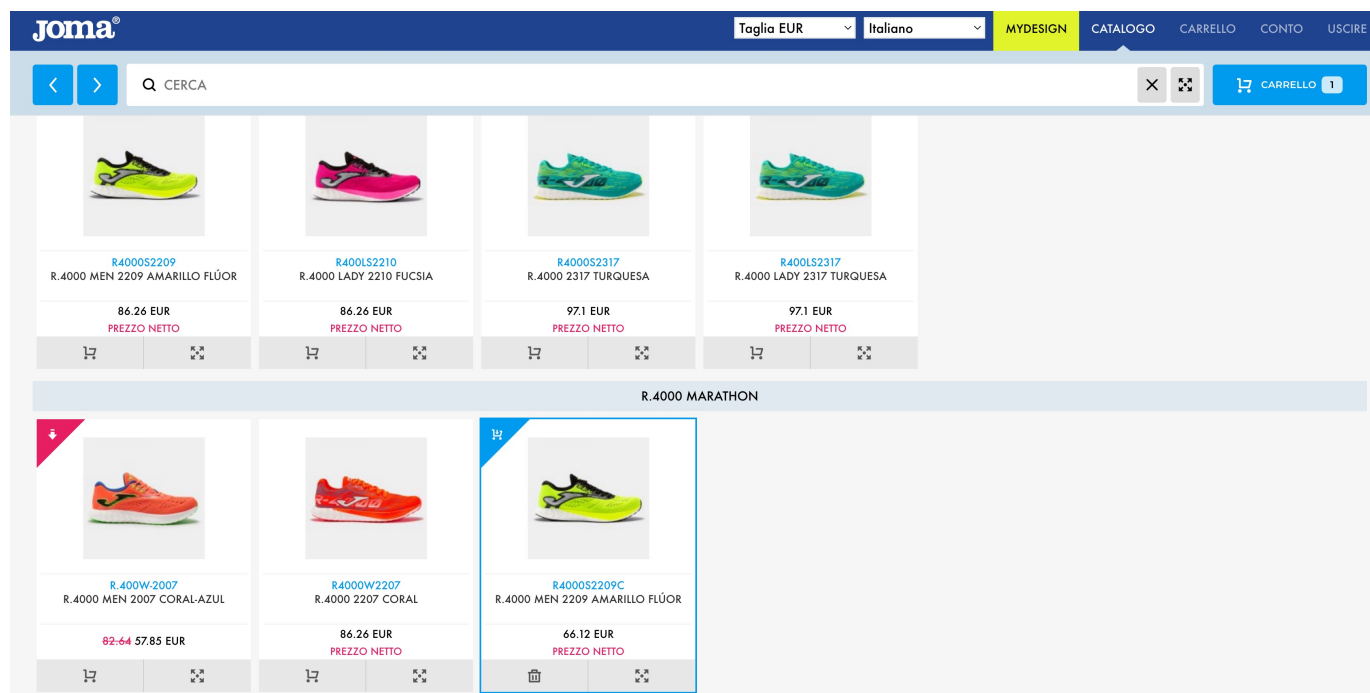 Joma®
Taglia EUR
Italiano
MYDESIGN
CATALOGO
CARRELLO
CONTO
USCIRE
CERCA
CARRELLO 1
R4000S2209
R.4000 MEN 2209 AMARILLO FLÚOR
86.26 EUR
PREZZO NETTO
R400LS2210
R.4000 LADY 2210 FUCSIA
86.26 EUR
PREZZO NETTO
R4000S2317
R.4000 2317 TURQUESA
97.1 EUR
PREZZO NETTO
R400LS2317
R.4000 LADY 2317 TURQUESA
97.1 EUR
PREZZO NETTO
R.4000 MARATHON
R.400W-2007
R.4000 MEN 2007 CORAL-AZUL
82.64 57.85 EUR
R4000W2207
R.4000 2207 CORAL
86.26 EUR
PREZZO NETTO
R4000S2209C
R.4000 MEN 2209 AMARILLO FLÚOR
66.12 EUR
PREZZO NETTO